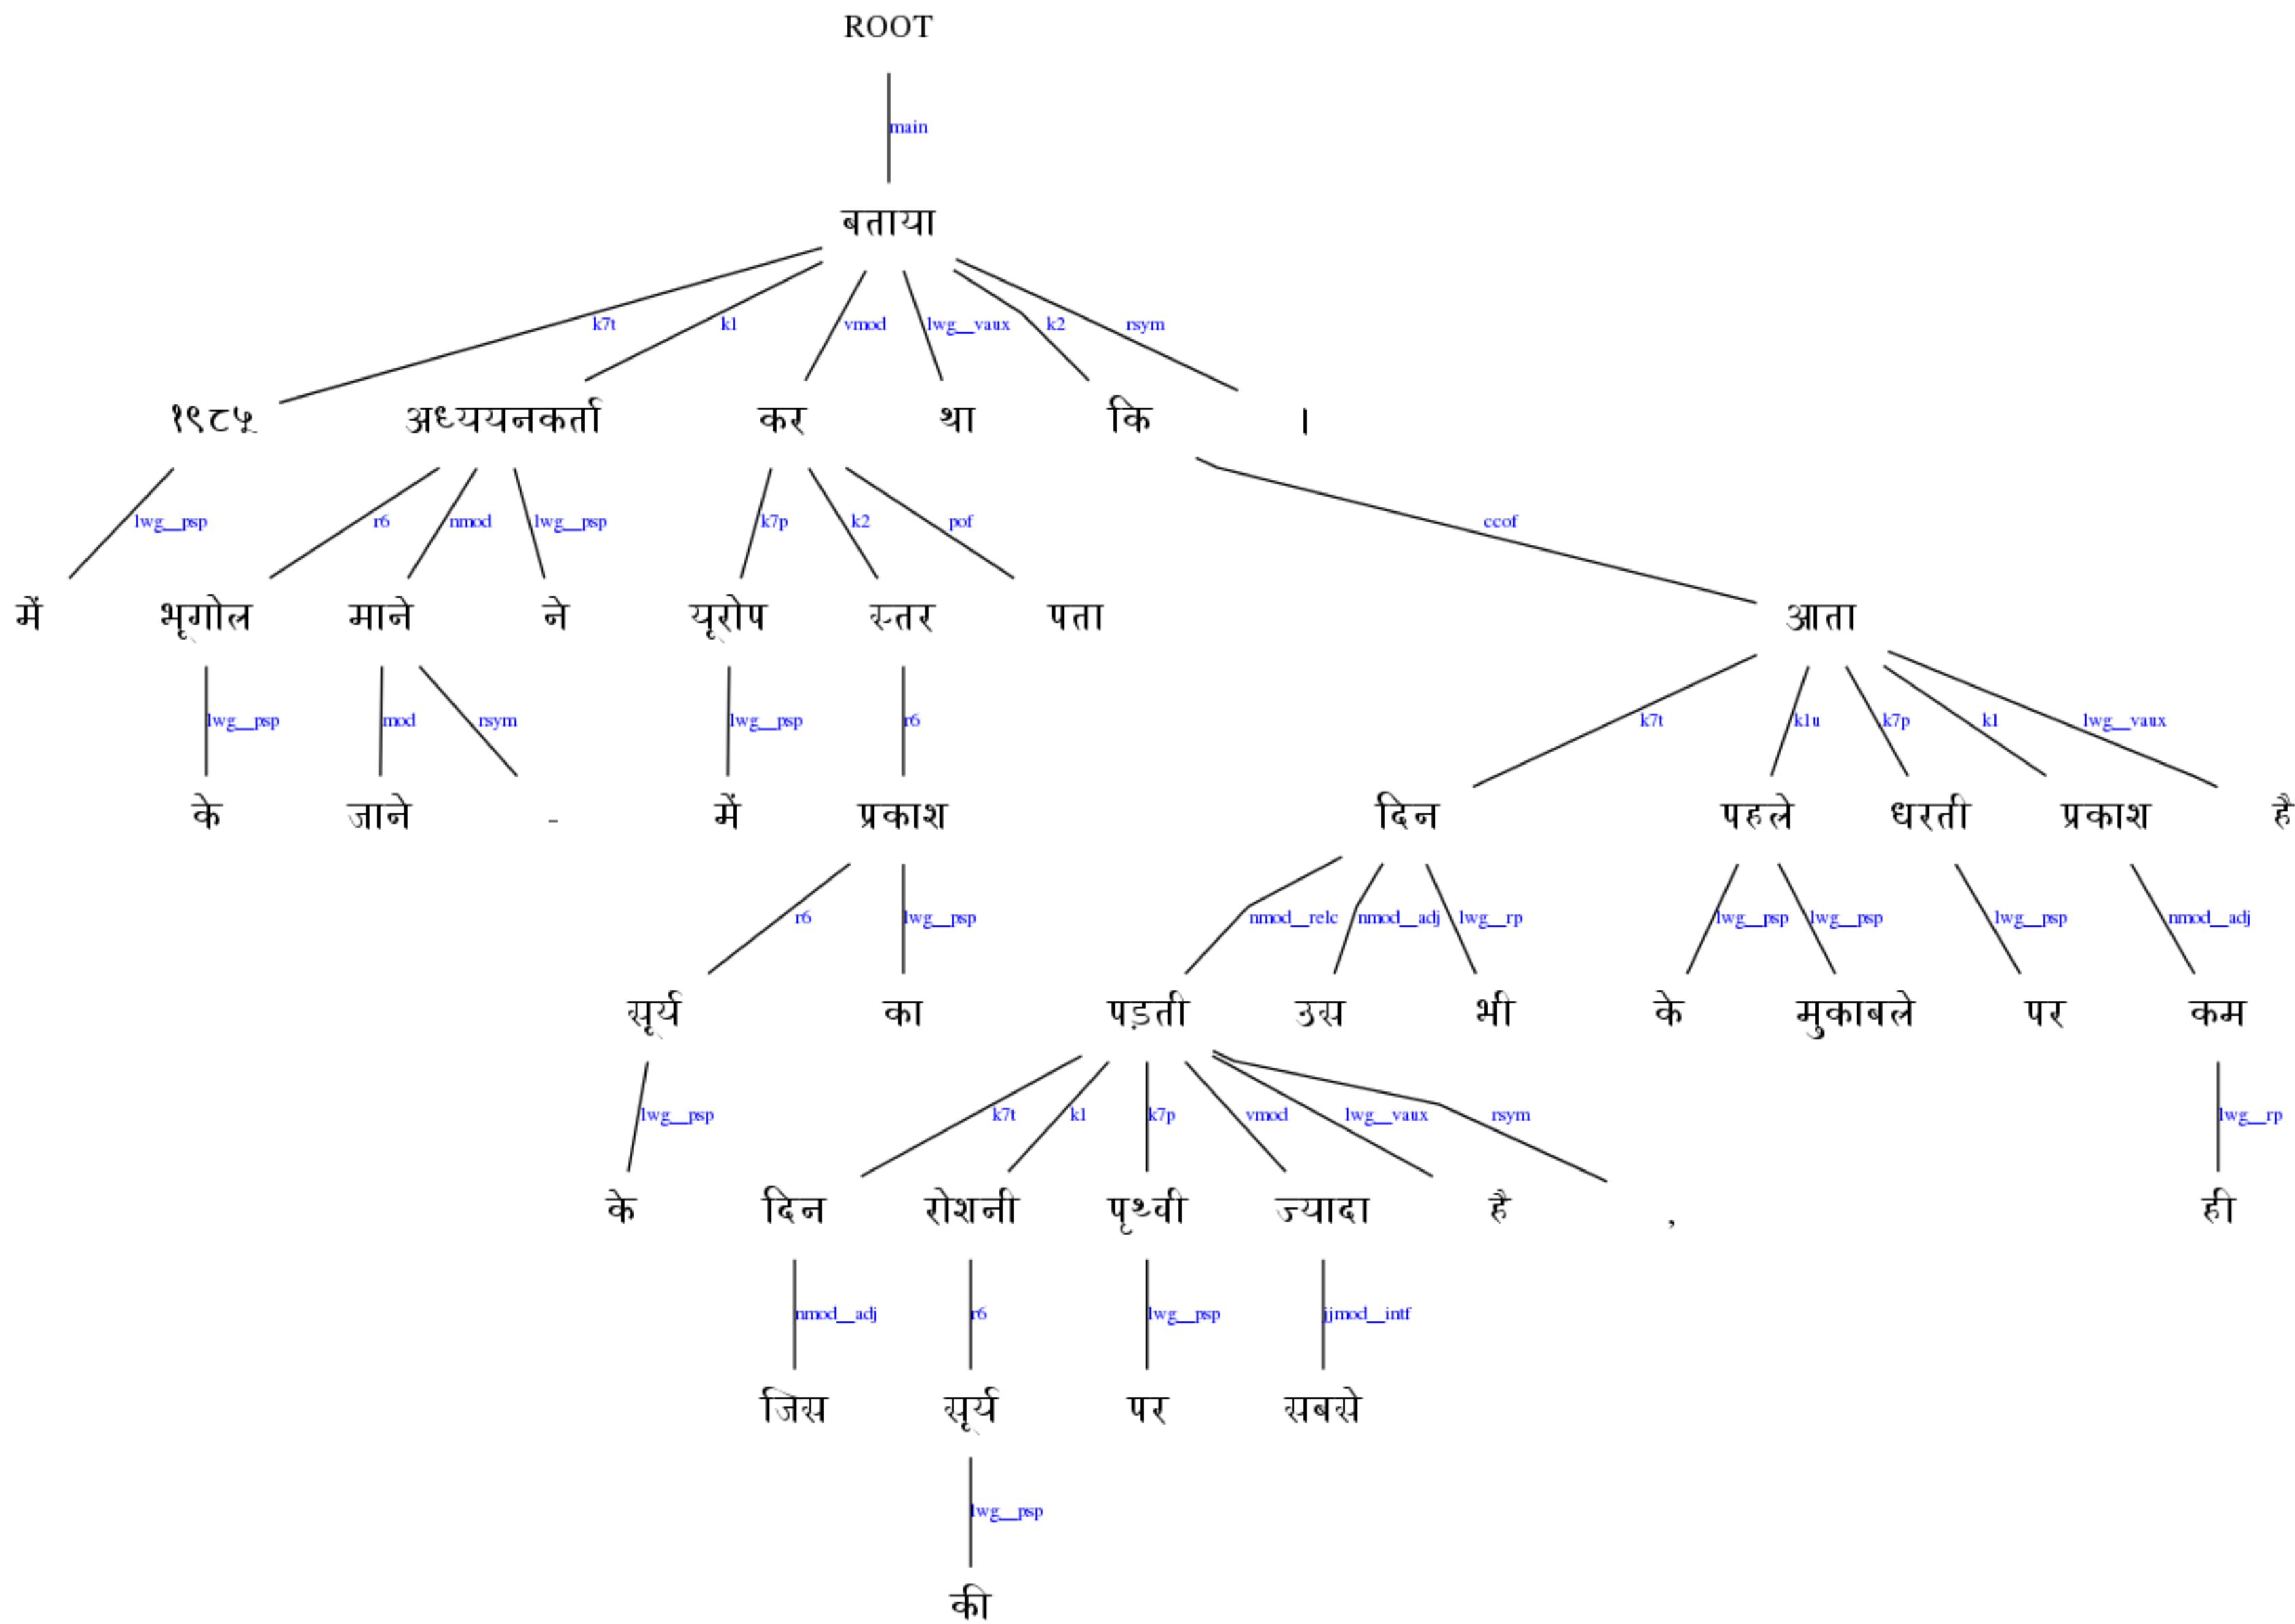 ROOT
main
बताया
k7t k1 vmod lwg__vaux k2 rsym
१९८५ अध्ययनकर्ता कर था कि ।
lwg__psp r6 nmod lwg__psp k7p k2 pof ccof
में भूगोल माने ने यूरोप स्तर पता आता
lwg__psp mod rsym lwg__psp r6 k7t k1u k7p k1 lwg__vaux
के जाने - में प्रकाश दिन पहले धरती प्रकाश है
r6 lwg__psp nmod__relc nmod__adj lwg__rp lwg__psp lwg__psp lwg__psp nmod__adj
सूर्य का पड़ती उस भी के मुकाबले पर कम
lwg__psp k7t k1 k7p vmod lwg__vaux rsym lwg__rp
के दिन रोशनी पृथ्वी ज्यादा है , ही
nmod__adj r6 lwg__psp jjmod__intf
जिस सूर्य पर सबसे
lwg__psp
की